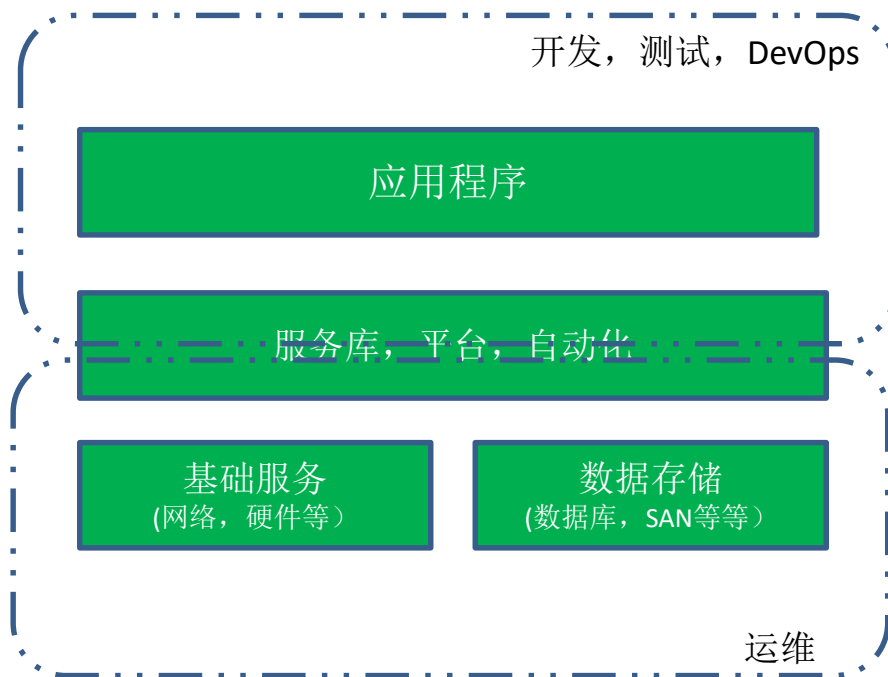 开发，测试，DevOps
应用程序
服务库，平台，自动化
基础服务
(网络，硬件等）
数据存储
(数据库，SAN等等）
运维